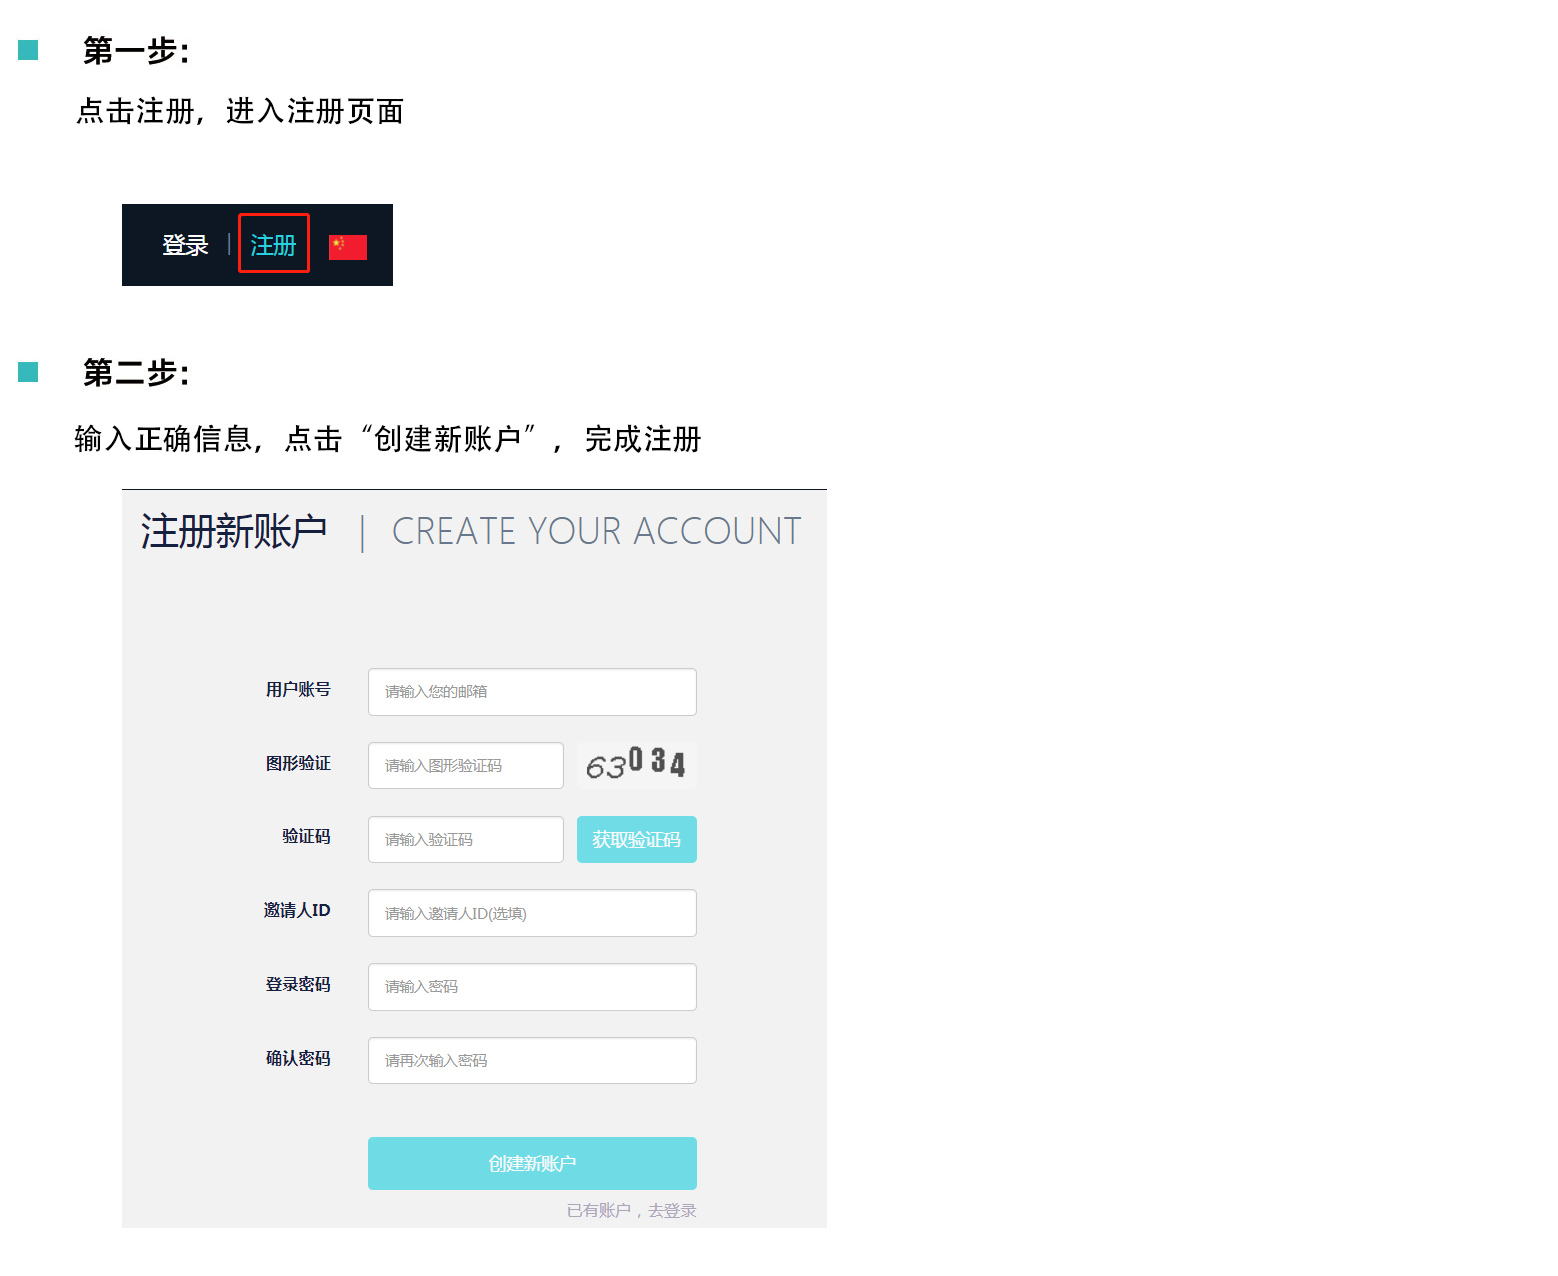 第一步：
点击注册，进入注册页面
登录 | 注册
第二步：
输入正确信息，点击“创建新账户”，完成注册
注册新账户 | CREATE YOUR ACCOUNT
用户账号 请输入您的邮箱
图形验证 请输入图形验证码 63034
验证码 请输入验证码 获取验证码
邀请人ID 请输入邀请人ID(选填)
登录密码 请输入密码
确认密码 请再次输入密码
创建新账户
已有账户，去登录